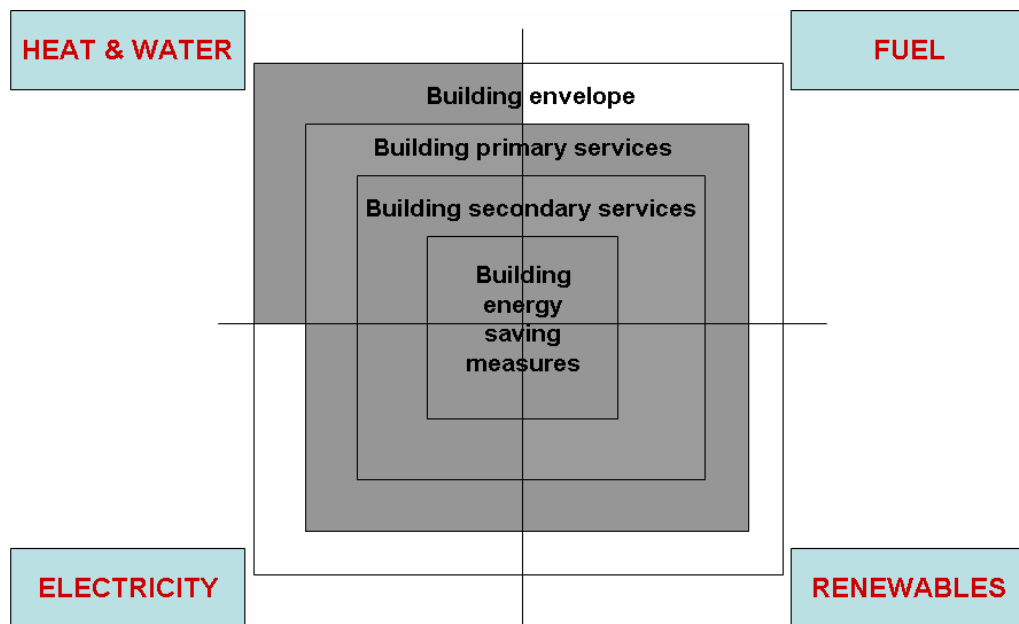 HEAT & WATER
FUEL
Building envelope
Building primary services
Building secondary services
Building
energy
saving
measures
ELECTRICITY
RENEWABLES